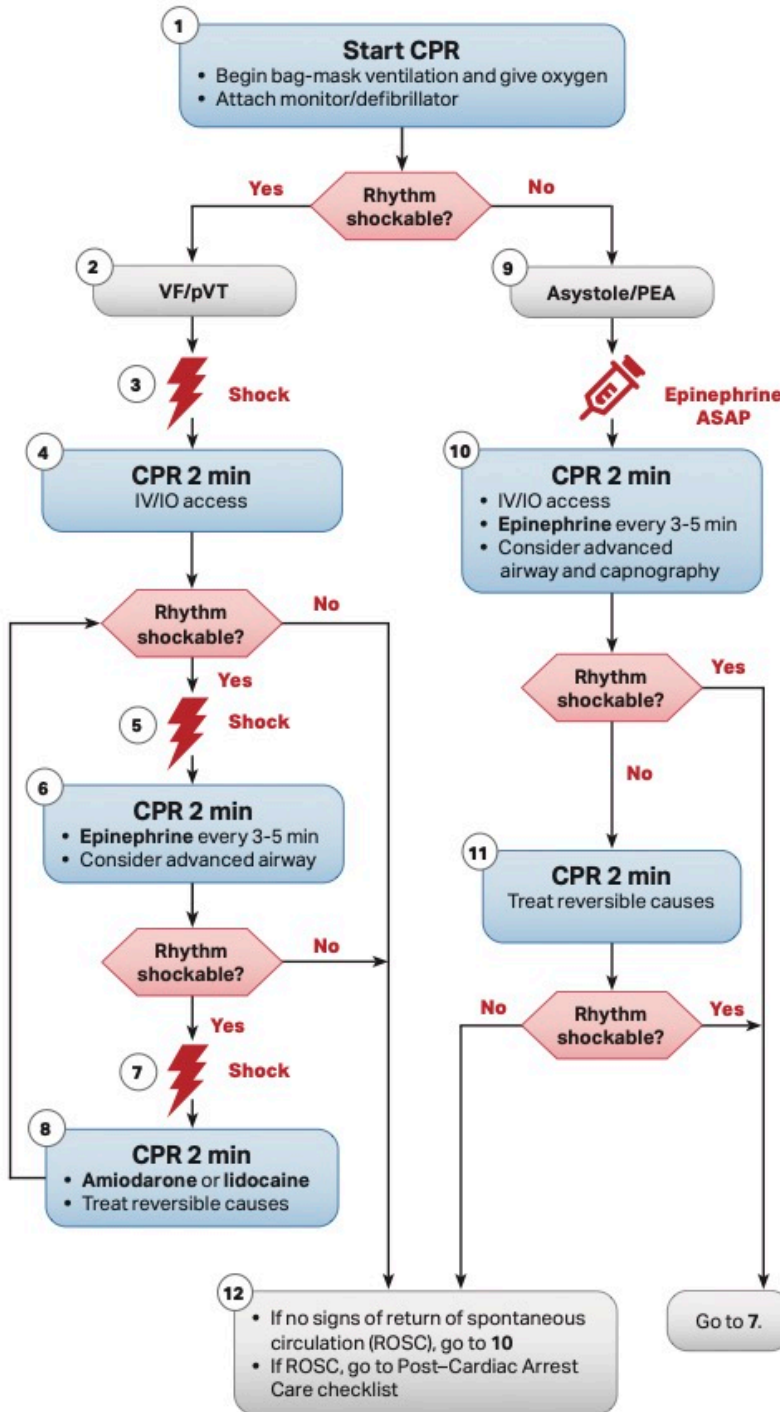 1
Start CPR
• Begin bag-mask ventilation and give oxygen
• Attach monitor/defibrillator
Rhythm
shockable?
Yes
No
2
VF/pVT
3
Shock
4
CPR 2 min
IV/IO access
Rhythm
shockable?
No
Yes
5
Shock
6
CPR 2 min
• Epinephrine every 3-5 min
• Consider advanced airway
Rhythm
shockable?
No
Yes
7
Shock
8
CPR 2 min
• Amiodarone or lidocaine
• Treat reversible causes
9
Asystole/PEA
Epinephrine
ASAP
10
CPR 2 min
• IV/IO access
• Epinephrine every 3-5 min
• Consider advanced
airway and capnography
Rhythm
shockable?
Yes
No
11
CPR 2 min
Treat reversible causes
Rhythm
shockable?
No
Yes
12
• If no signs of return of spontaneous
circulation (ROSC), go to 10
• If ROSC, go to Post–Cardiac Arrest
Care checklist
Go to 7.